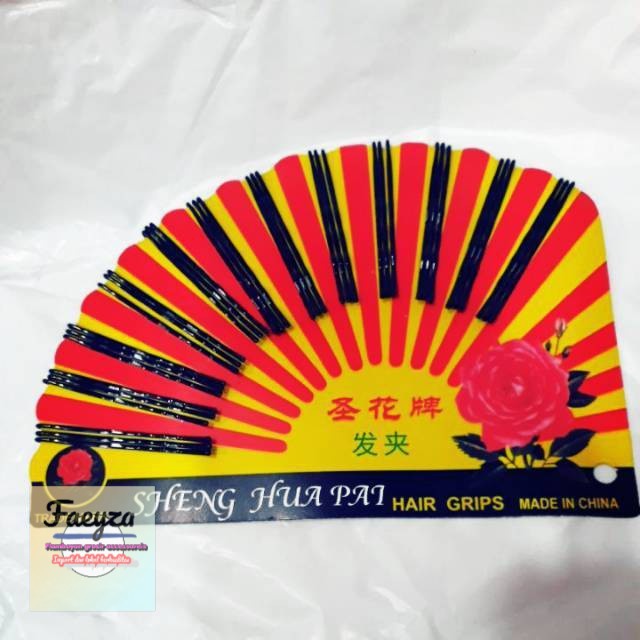 圣花牌
发夹
SHENG HUA PAI HAIR GRIPS MADE IN CHINA
Faeyza